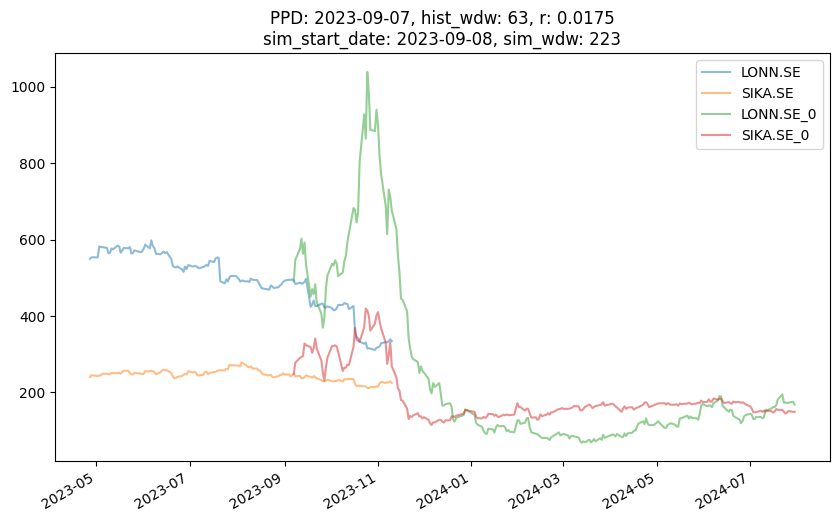 PPD: 2023-09-07, hist_wdw: 63, r: 0.0175
sim_start_date: 2023-09-08, sim_wdw: 223
LONN.SE
SIKA.SE
LONN.SE_0
SIKA.SE_0
1000
800
600
400
200
2023-05
2023-07
2023-09
2023-11
2024-01
2024-03
2024-05
2024-07